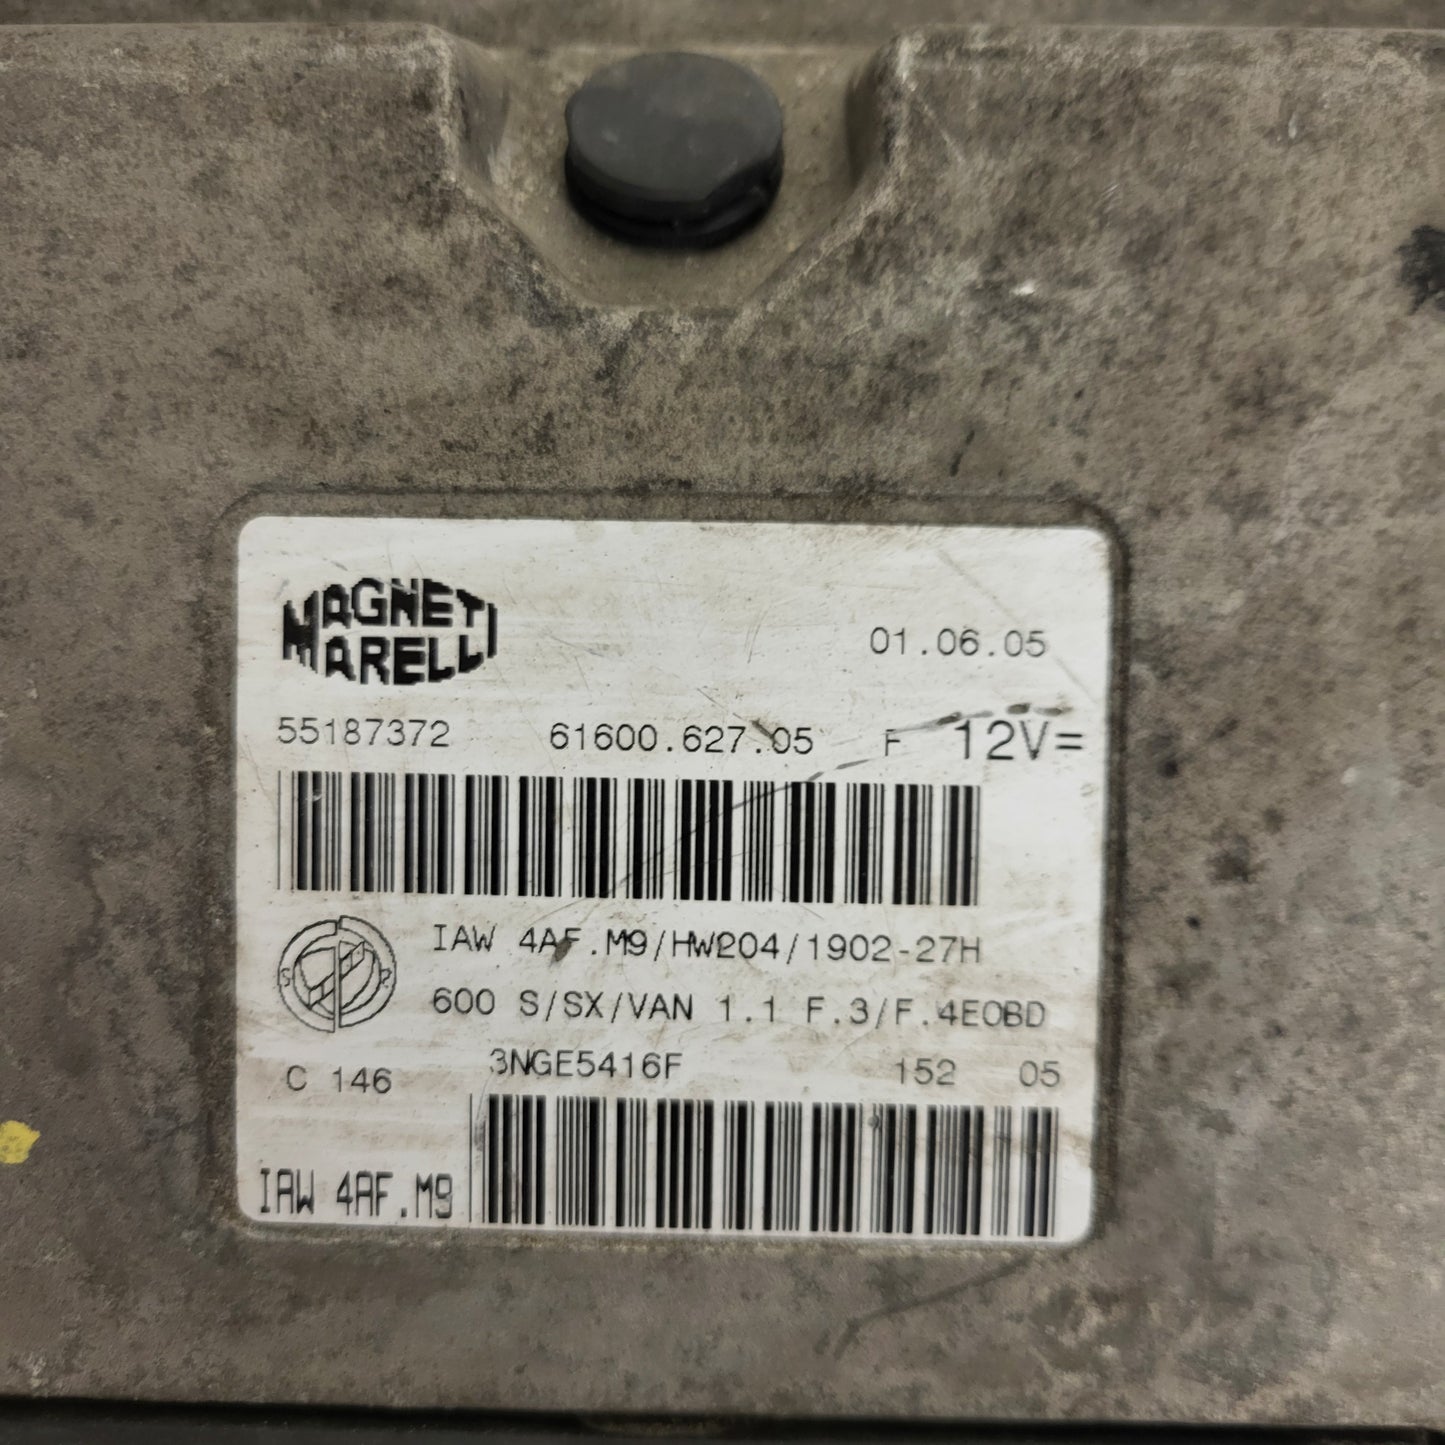 MAGNETI
MARELLI
01.06.05
55187372 61600.627.05 F 12V=
IAW 4AF.M9/HW204/1902-27H
600 S/SX/VAN 1.1 F.3/F.4EOBD
C 146 3NGE5416F 152 05
IAW 4AF.M9